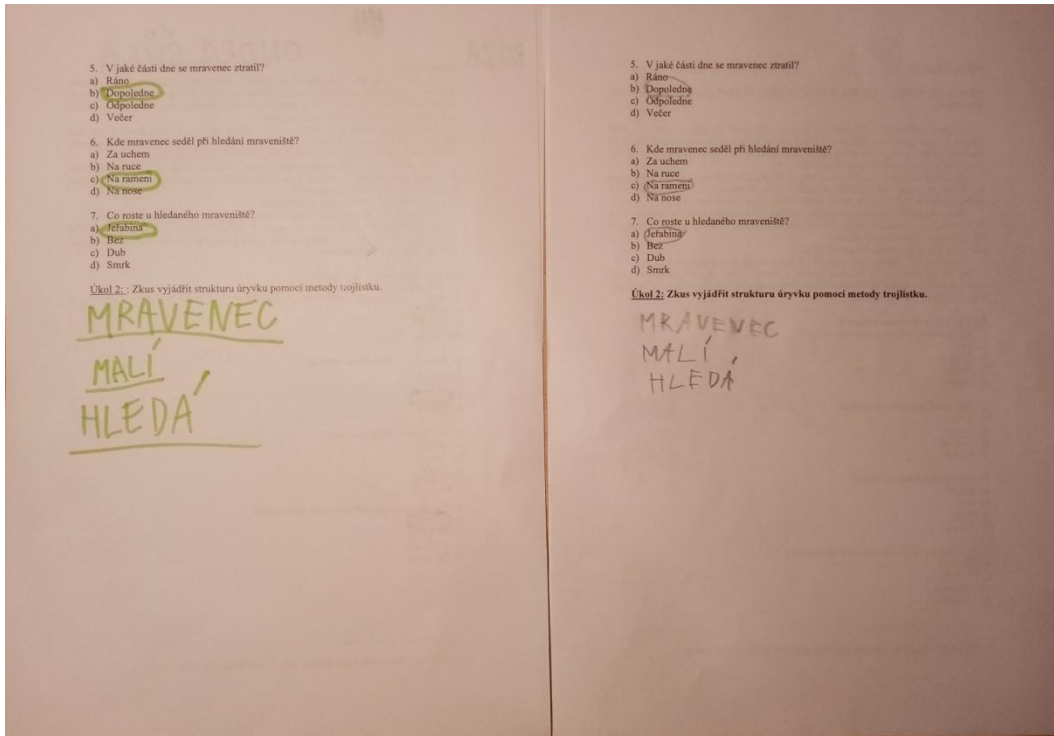 5. V jaké části dne se mravenec ztratil?
a) Ráno
b) Dopoledne
c) Odpoledne
d) Večer
6. Kde mravenec seděl při hledání mraveniště?
a) Za uchem
b) Na ruce
c) Na rameni
d) Na nose
7. Co roste u hledaného mraveniště?
a) Jeřabina
b) Bez
c) Dub
d) Smrk
Úkol 2: : Zkus vyjádřit strukturu úryvku pomocí metody trojlístku.
MRAVENEC
MALÍ
HLEDÁ
5. V jaké části dne se mravenec ztratil?
a) Ráno
b) Dopoledne
c) Odpoledne
d) Večer
6. Kde mravenec seděl při hledání mraveniště?
a) Za uchem
b) Na ruce
c) Na rameni
d) Na nose
7. Co roste u hledaného mraveniště?
a) Jeřabina
b) Bez
c) Dub
d) Smrk
Úkol 2: Zkus vyjádřit strukturu úryvku pomocí metody trojlístku.
MRAVENEC
MALÍ
HLEDÁ